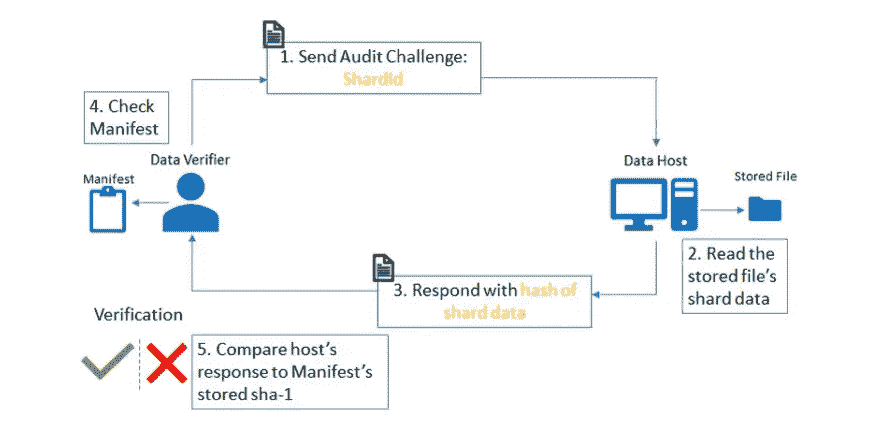 1. Send Audit Challenge:
ShardId
4. Check
Manifest
Data Verifier
Manifest
Data Host
Stored File
2. Read the
stored file's
shard data
3. Respond with hash of
shard data
Verification
5. Compare host's
response to Manifest's
stored sha-1